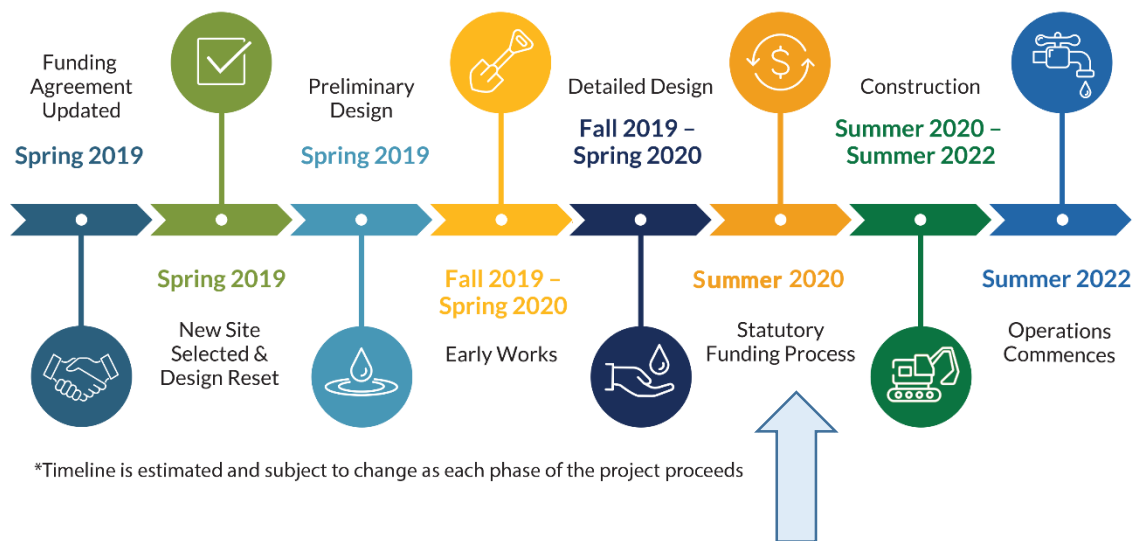 Funding
Agreement
Updated
Spring 2019
Spring 2019
New Site
Selected &
Design Reset
Preliminary
Design
Spring 2019
Fall 2019 –
Spring 2020
Early Works
Detailed Design
Fall 2019 –
Spring 2020
$
Summer 2020
Statutory
Funding Process
Construction
Summer 2020 –
Summer 2022
Summer 2022
Operations
Commences
*Timeline is estimated and subject to change as each phase of the project proceeds